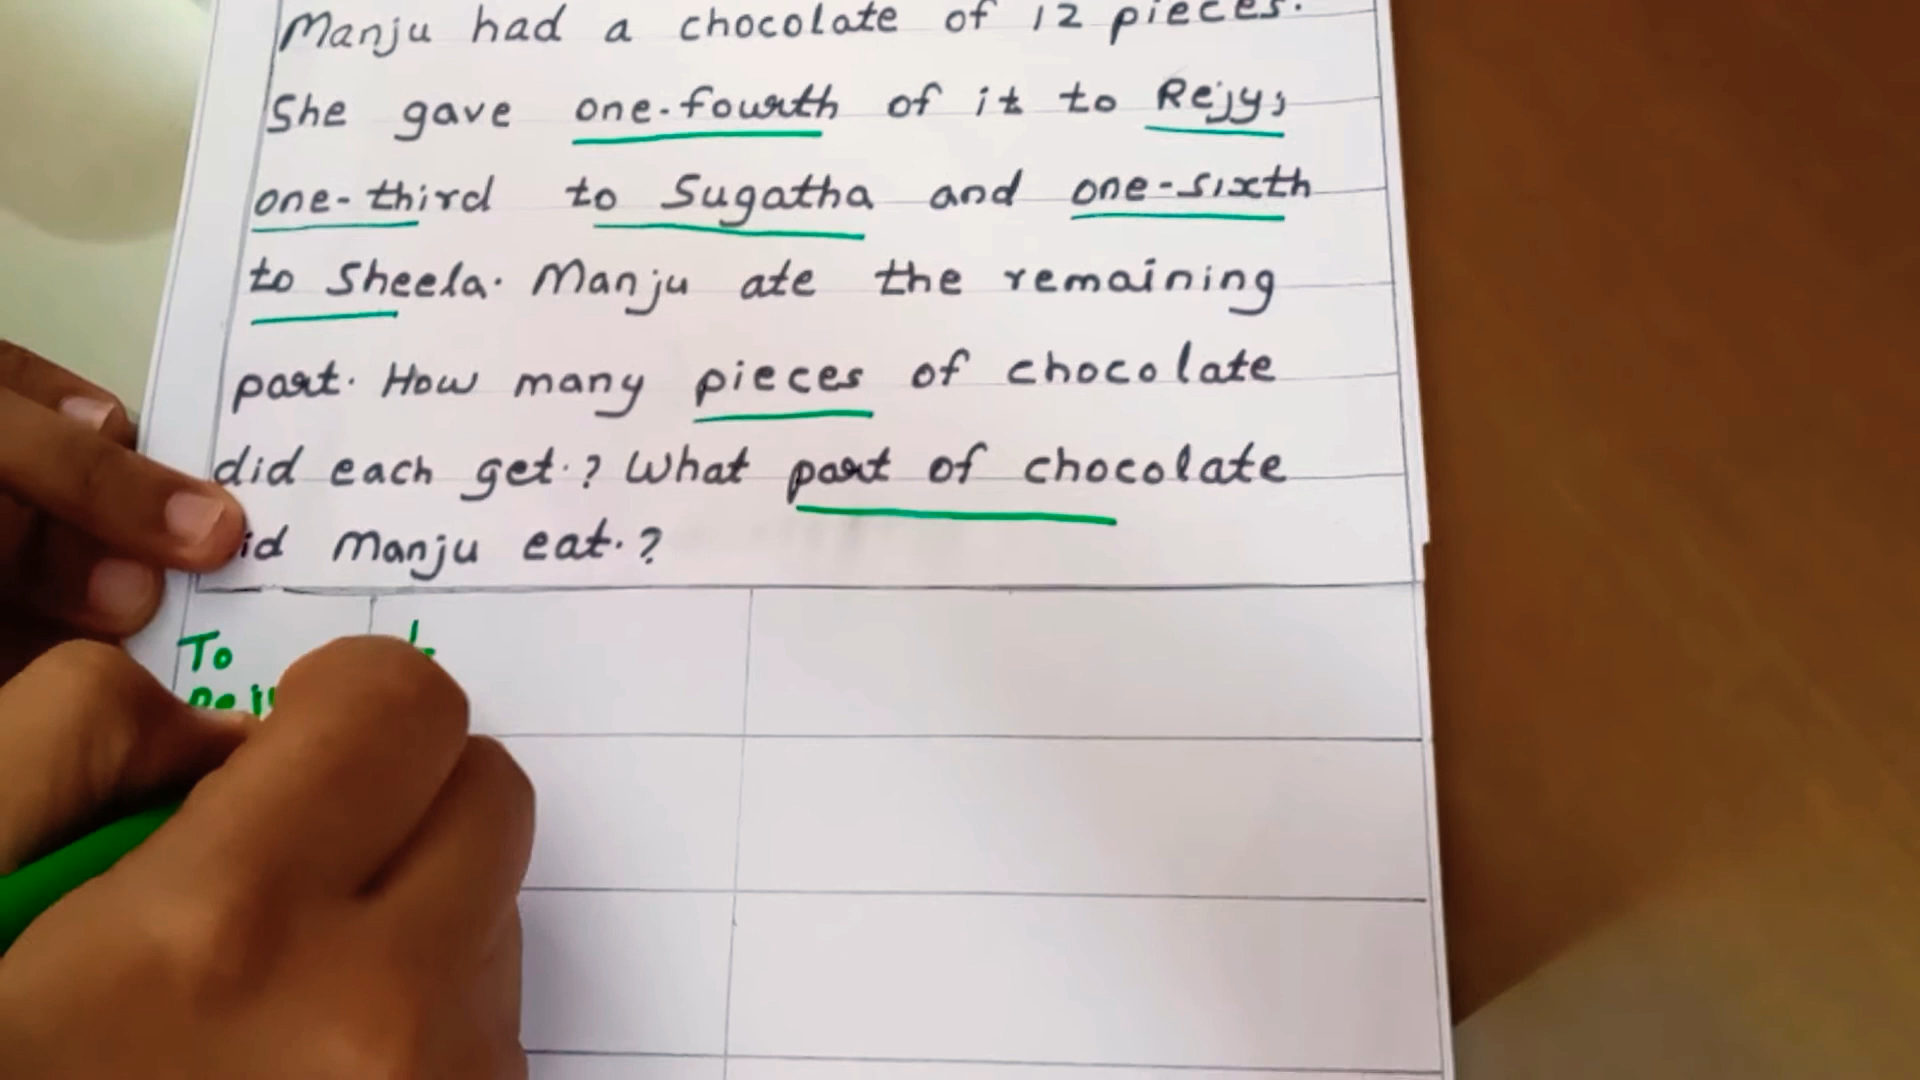 Manju had a chocolate of 12 pieces.
She gave one-fourth of it to Rejy,
one-third to Sugatha and one-sixth
to Sheela. Manju ate the remaining
part. How many pieces of chocolate
did each get.? What part of chocolate
id Manju eat.?
To